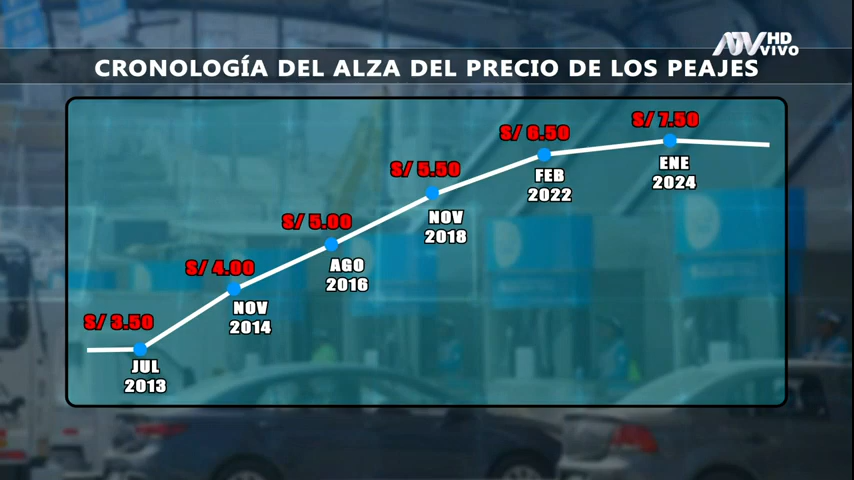 ATV HD
VIVO
CRONOLOGÍA DEL ALZA DEL PRECIO DE LOS PEAJES
S/ 3.50
JUL
2013
S/ 4.00
NOV
2014
S/ 5.00
AGO
2016
S/ 5.50
NOV
2018
S/ 6.50
FEB
2022
S/ 7.50
ENE
2024